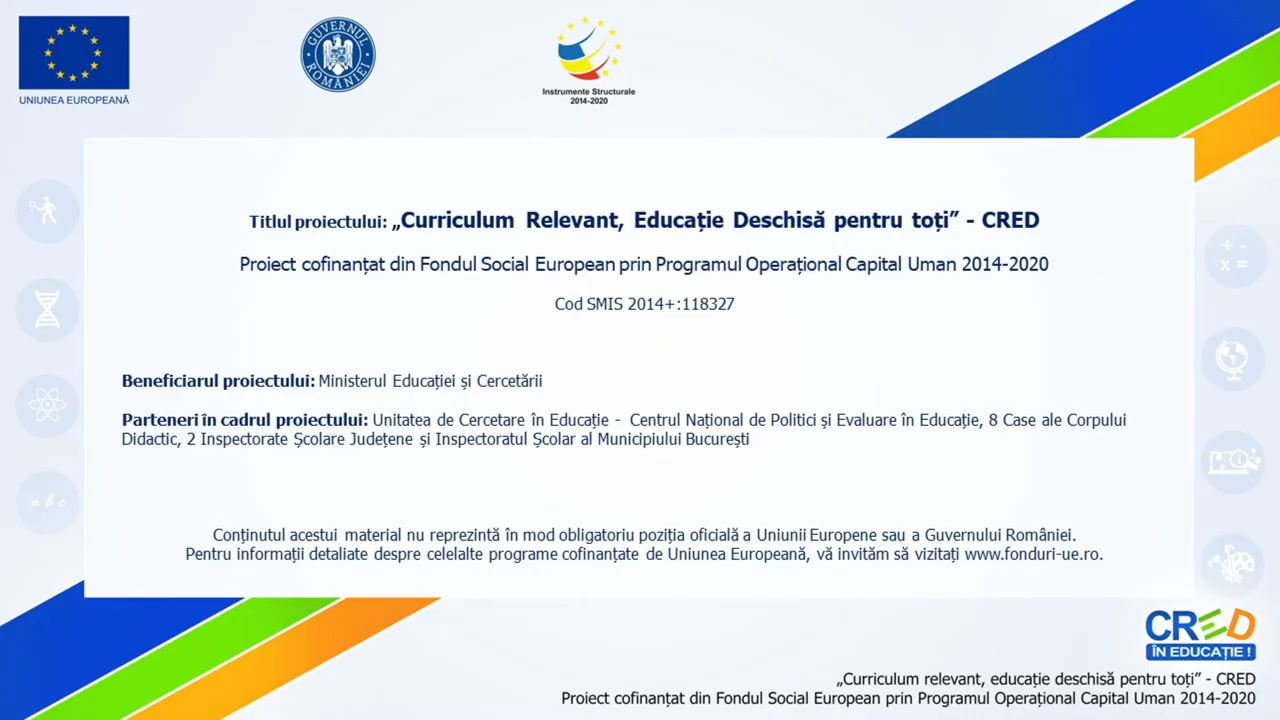 UNIUNEA EUROPEANĂ
GUVERNUL ROMÂNIEI
Instrumente Structurale
2014-2020
Titlul proiectului: „Curriculum Relevant, Educație Deschisă pentru toți” - CRED
Proiect cofinanțat din Fondul Social European prin Programul Operațional Capital Uman 2014-2020
Cod SMIS 2014+:118327
Beneficiarul proiectului: Ministerul Educației și Cercetării
Parteneri în cadrul proiectului: Unitatea de Cercetare în Educație - Centrul Național de Politici și Evaluare în Educație, 8 Case ale Corpului
Didactic, 2 Inspectorate Școlare Județene și Inspectoratul Școlar al Municipiului București
Conținutul acestui material nu reprezintă în mod obligatoriu poziția oficială a Uniunii Europene sau a Guvernului României.
Pentru informații detaliate despre celelalte programe cofinanțate de Uniunea Europeană, vă invităm să vizitați www.fonduri-ue.ro.
+ -
x =
a b c
CRED
ÎN EDUCAȚIE !
„Curriculum relevant, educație deschisă pentru toți” - CRED
Proiect cofinanțat din Fondul Social European prin Programul Operațional Capital Uman 2014-2020